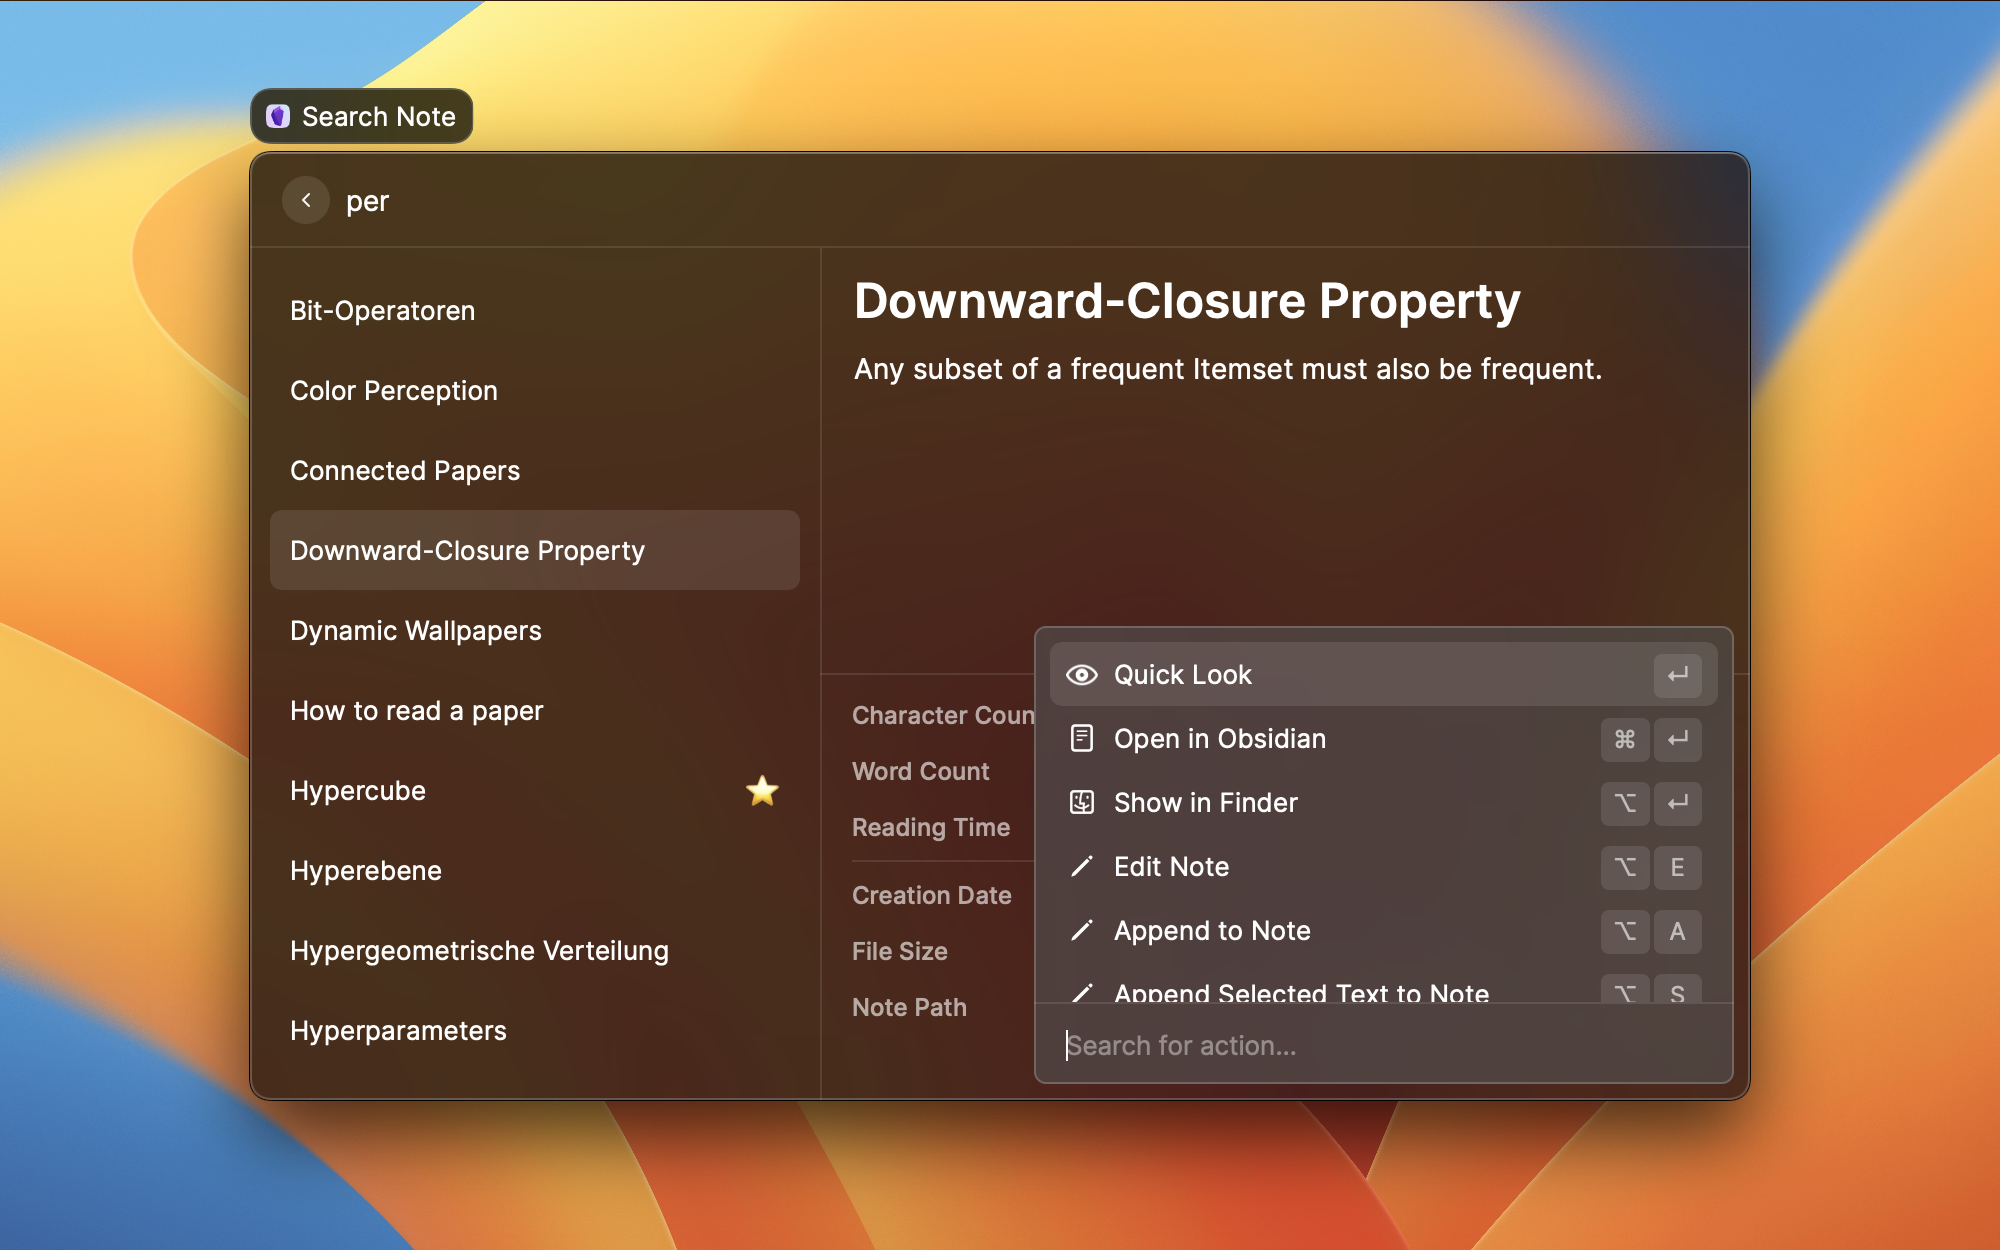 Search Note
per
Bit-Operatoren
Color Perception
Connected Papers
Downward-Closure Property
Dynamic Wallpapers
How to read a paper
Hypercube
Hyperebene
Hypergeometrische Verteilung
Hyperparameters
Downward-Closure Property
Any subset of a frequent Itemset must also be frequent.
Character Coun
Word Count
Reading Time
Creation Date
File Size
Note Path
Quick Look ↵
Open in Obsidian ⌘ ↵
Show in Finder ⌥ ↵
Edit Note ⌥ E
Append to Note ⌥ A
Append Selected Text to Note ⌥ S
Search for action...